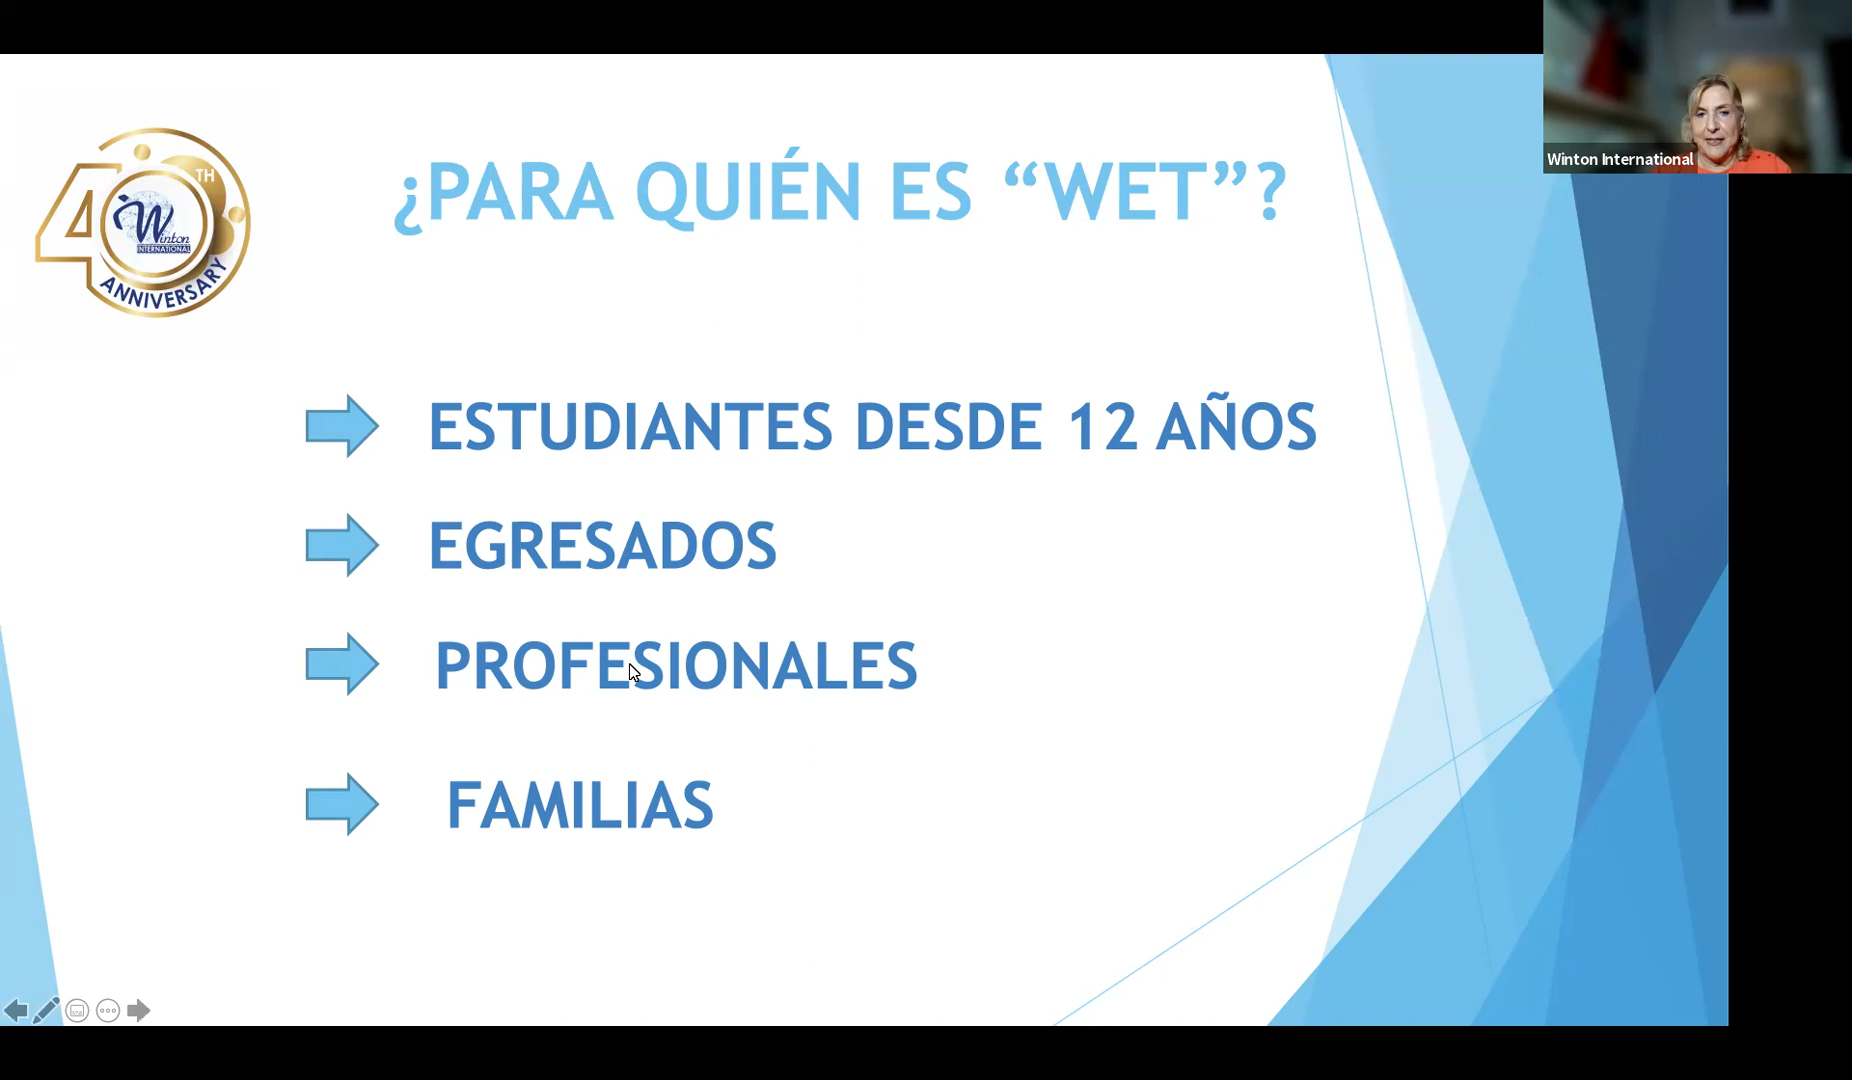 Winton International
40TH
Winton
INTERNATIONAL
ANNIVERSARY
¿PARA QUIÉN ES “WET”?
ESTUDIANTES DESDE 12 AÑOS
EGRESADOS
PROFESIONALES
FAMILIAS